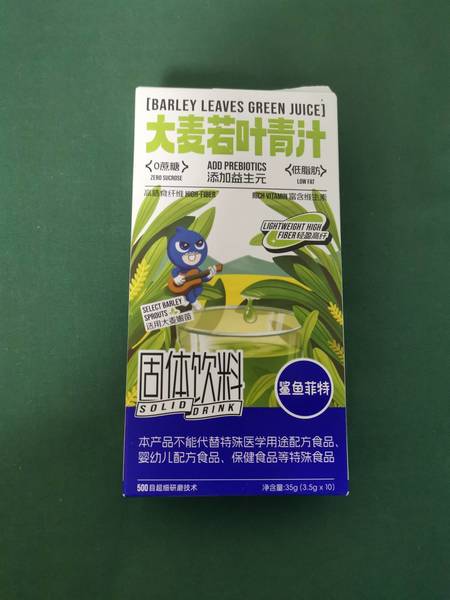 [BARLEY LEAVES GREEN JUICE]
大麦若叶青汁
0蔗糖
ZERO SUCROSE
ADD PREBIOTICS
添加益生元
低脂肪
LOW FAT
高膳食纤维 HIGH-FIBER
RICH VITAMIN 富含维生素
LIGHTWEIGHT HIGH
FIBER 轻盈高纤
SELECT BARLEY
SPROUTS
选用大麦嫩苗
固体饮料
SOLID DRINK
鲨鱼菲特
本产品不能代替特殊医学用途配方食品、
婴幼儿配方食品、保健食品等特殊食品
500目超细研磨技术
净含量:35g (3.5g x 10)